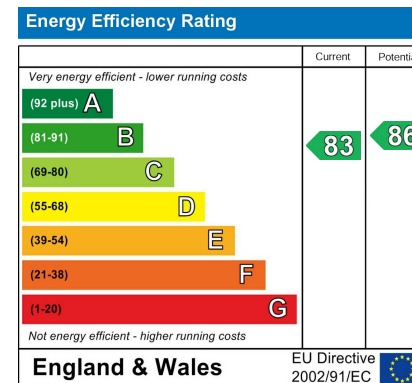 Energy Efficiency Rating
Current Potenti
Very energy efficient - lower running costs
(92 plus) A
(81-91) B
83 86
(69-80) C
(55-68) D
(39-54) E
(21-38) F
(1-20) G
Not energy efficient - higher running costs
England & Wales
EU Directive
2002/91/EC